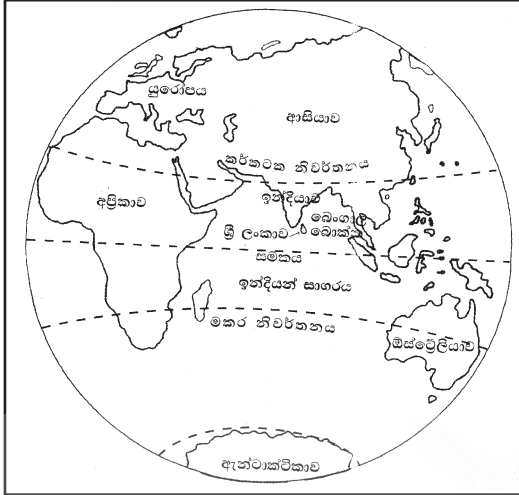 යුරෝපය
ආසියාව
කර්කටක නිවර්තනය
අප්‍රිකාව
ඉන්දියාව
බෙංගාල
ශ්‍රී ලංකාව
බොක්ක
සමකය
ඉන්දියන් සාගරය
මකර නිවර්තනය
ඕස්ට්‍රේලියාව
ඇන්ටාක්ටිකාව